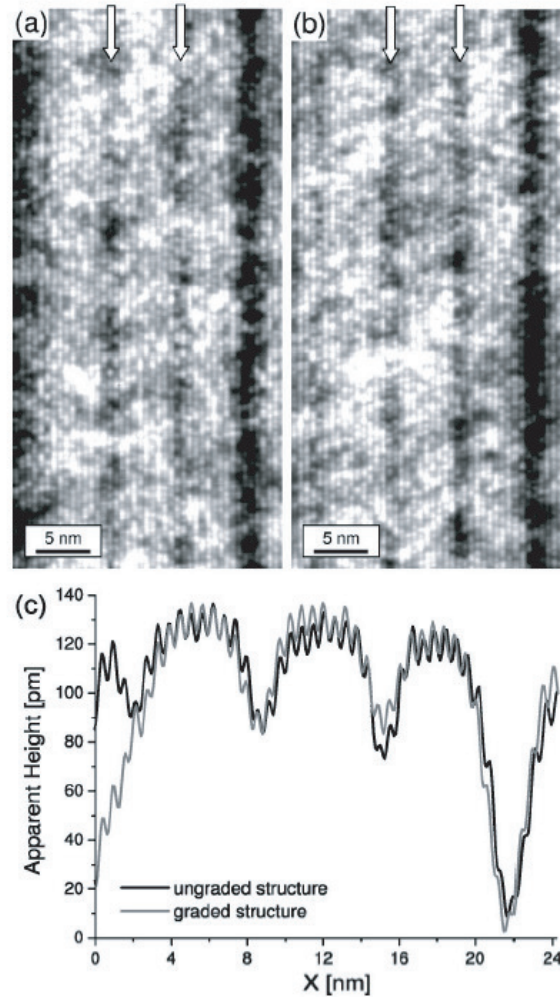 (a)
(b)
5 nm
5 nm
(c)
140
120
100
80
60
40
20
0
Apparent Height [pm]
ungraded structure
graded structure
0
4
8
12
16
20
24
X [nm]